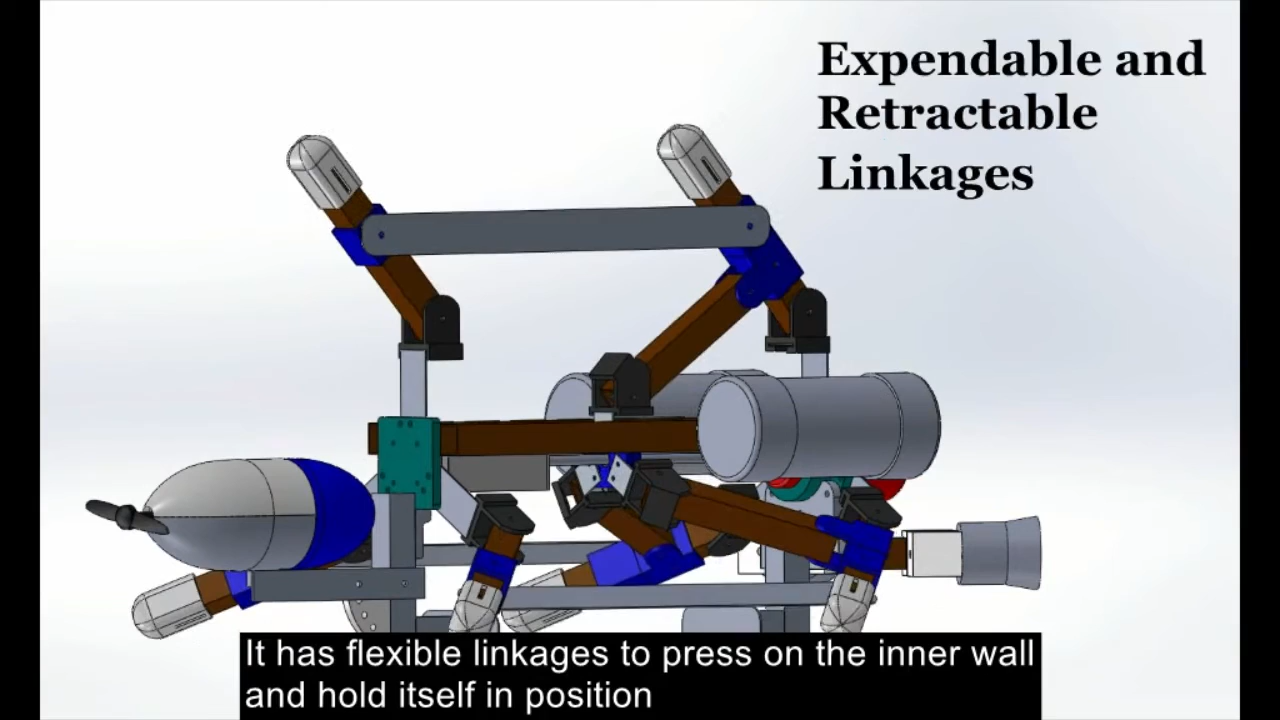 Expendable and
Retractable
Linkages
It has flexible linkages to press on the inner wall
and hold itself in position